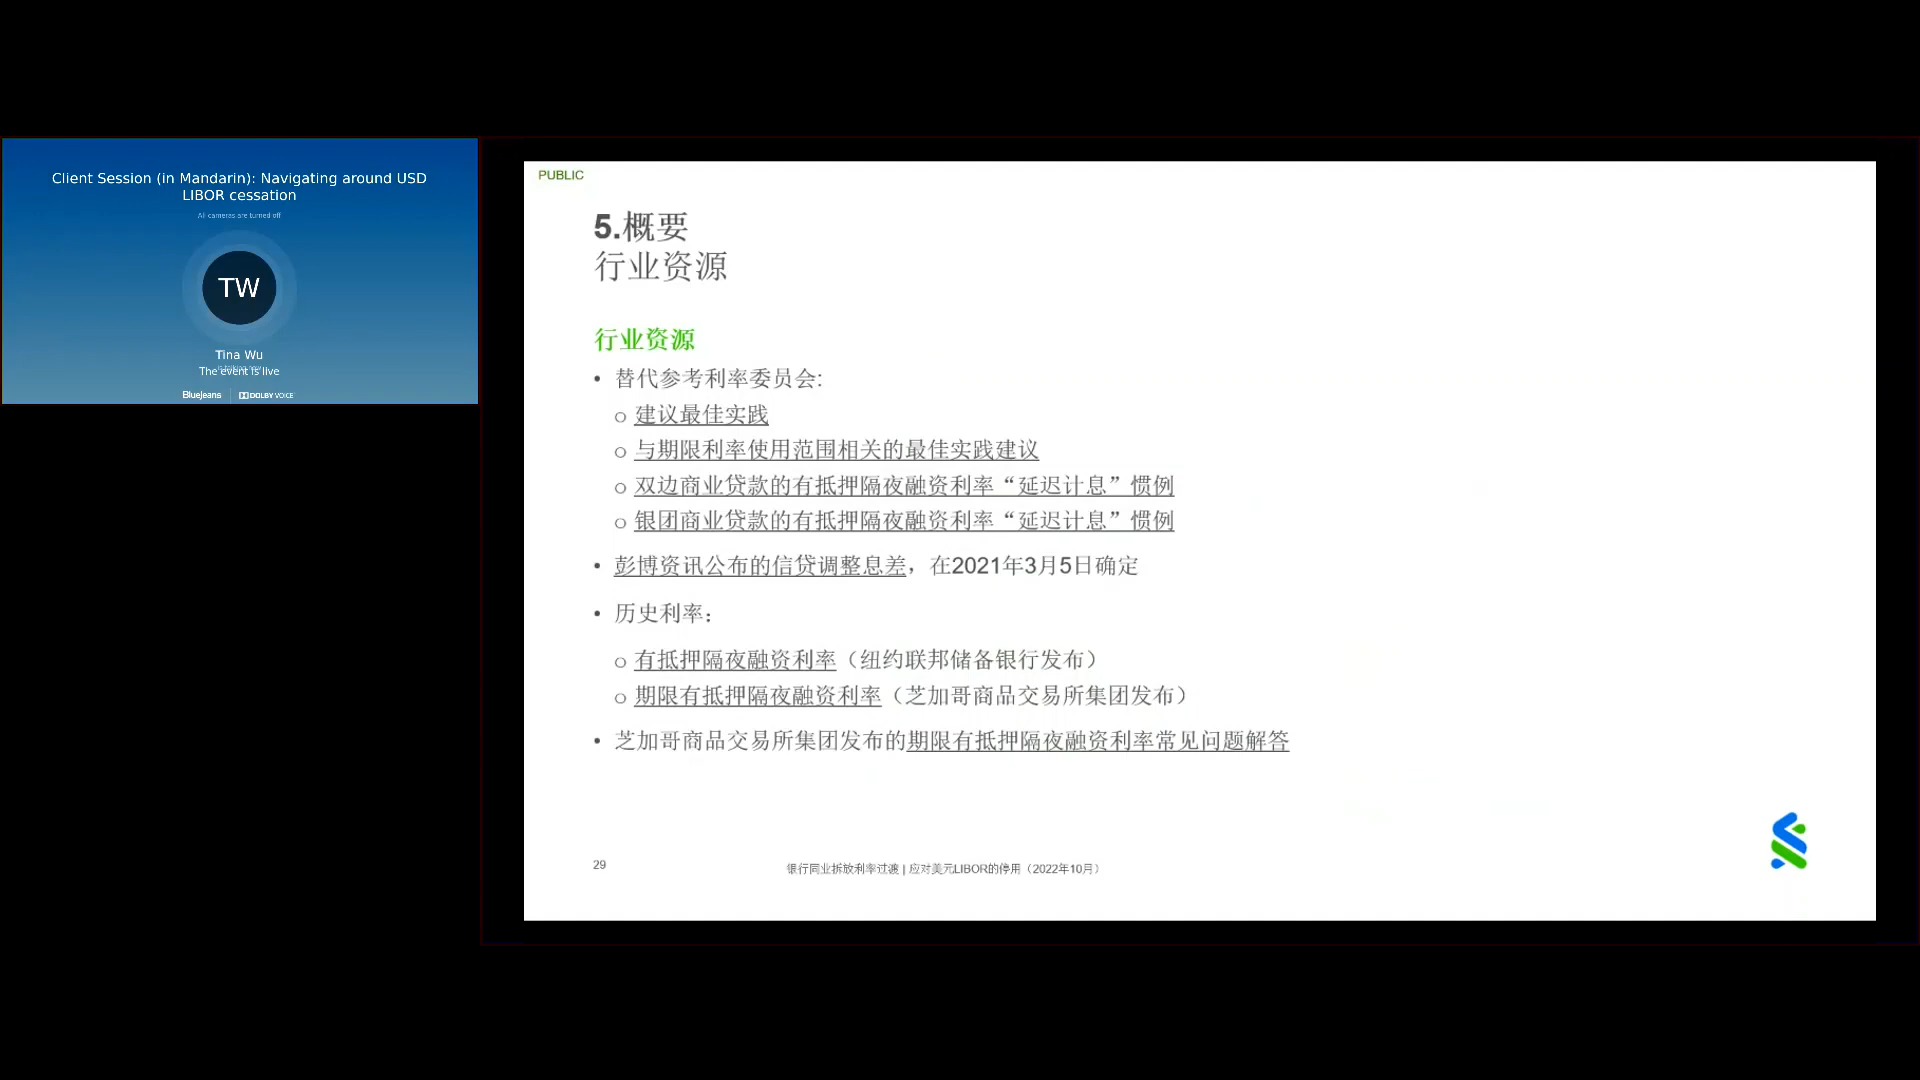 Client Session (in Mandarin): Navigating around USD
LIBOR cessation
All cameras are turned off
TW
Tina Wu
The event is live
BlueJeans
DOLBY VOICE
PUBLIC
5.概要
行业资源
行业资源
• 替代参考利率委员会:
o 建议最佳实践
o 与期限利率使用范围相关的最佳实践建议
o 双边商业贷款的有抵押隔夜融资利率“延迟计息”惯例
o 银团商业贷款的有抵押隔夜融资利率“延迟计息”惯例
• 彭博资讯公布的信贷调整息差，在2021年3月5日确定
• 历史利率：
o 有抵押隔夜融资利率（纽约联邦储备银行发布）
o 期限有抵押隔夜融资利率（芝加哥商品交易所集团发布）
• 芝加哥商品交易所集团发布的期限有抵押隔夜融资利率常见问题解答
29
银行同业拆放利率过渡 | 应对美元LIBOR的停用（2022年10月）